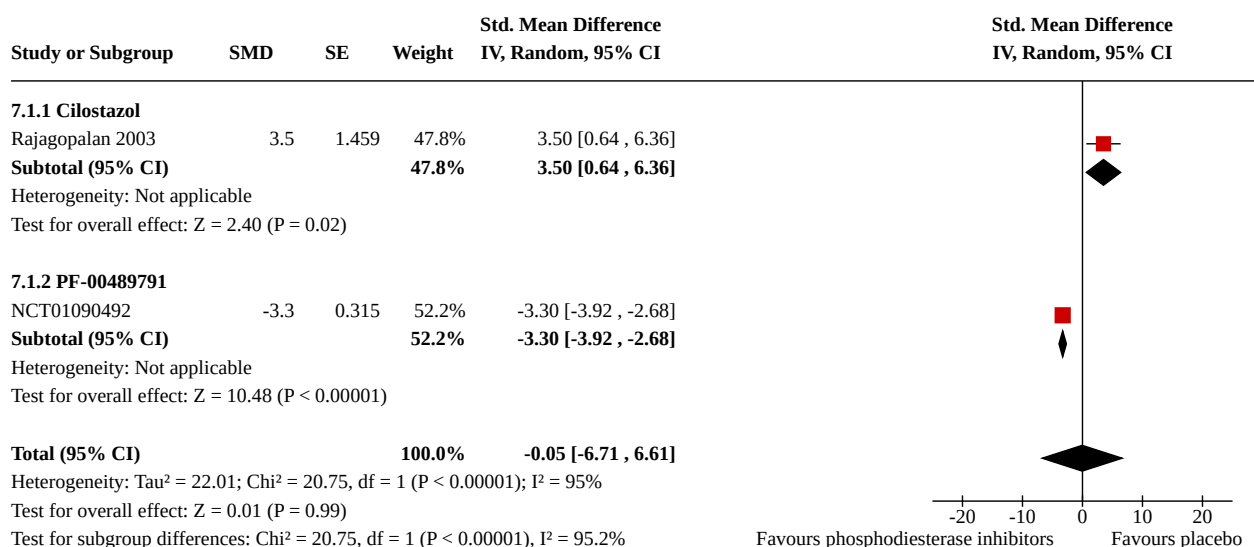 Std. Mean Difference Std. Mean Difference
Study or Subgroup SMD SE Weight IV, Random, 95% CI IV, Random, 95% CI
7.1.1 Cilostazol
Rajagopalan 2003 3.5 1.459 47.8% 3.50 [0.64 , 6.36]
Subtotal (95% CI) 47.8% 3.50 [0.64 , 6.36]
Heterogeneity: Not applicable
Test for overall effect: Z = 2.40 (P = 0.02)
7.1.2 PF-00489791
NCT01090492 -3.3 0.315 52.2% -3.30 [-3.92 , -2.68]
Subtotal (95% CI) 52.2% -3.30 [-3.92 , -2.68]
Heterogeneity: Not applicable
Test for overall effect: Z = 10.48 (P < 0.00001)
Total (95% CI) 100.0% -0.05 [-6.71 , 6.61]
Heterogeneity: Tau² = 22.01; Chi² = 20.75, df = 1 (P < 0.00001); I² = 95%
Test for overall effect: Z = 0.01 (P = 0.99) -20 -10 0 10 20
Test for subgroup differences: Chi² = 20.75, df = 1 (P < 0.00001), I² = 95.2% Favours phosphodiesterase inhibitors Favours placebo